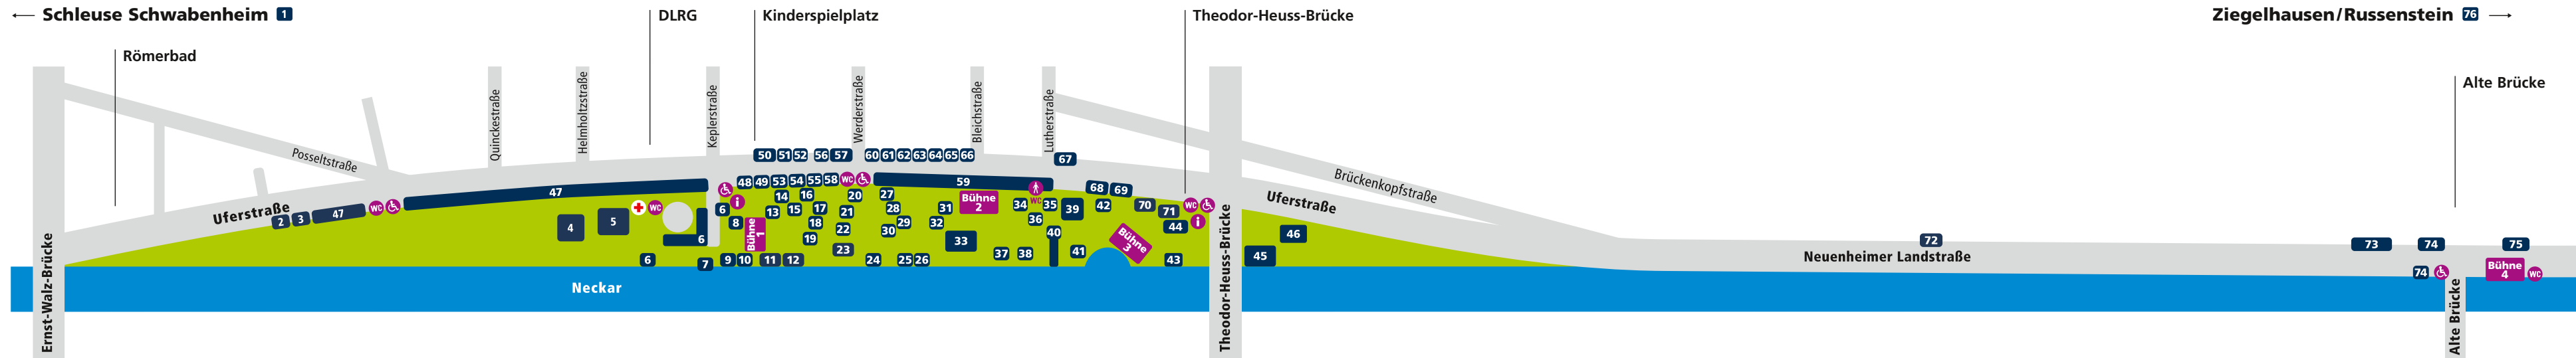 ← Schleuse Schwabenheim 1
DLRG
Kinderspielplatz
Theodor-Heuss-Brücke
Ziegelhausen/Russenstein 76 →
Römerbad
Alte Brücke
Posseltstraße
Quinckestraße
Helmholtzstraße
Keplerstraße
Werderstraße
Bleichstraße
Lutherstraße
Brückenkopfstraße
50 51 52 56 57 60 61 62 63 64 65 66
67
48 49 53 54 55 58 WC
59
47
68 69
Uferstraße
2 3 47 WC
4
5
WC
6
6
6
7
8
Bühne
1
9 10 11 12
13
14
15
16
17
18
19
20
21
22
23
24
25 26
27
28
29
30
31
32
33
Bühne
2
34
WC
35
36
37 38
39
40
41
42
Bühne
3
43
44
70
71
WC
45
46
Uferstraße
72
Neuenheimer Landstraße
73 74 75
74
Bühne
4
WC
Neckar
Ernst-Walz-Brücke
Theodor-Heuss-Brücke
Alte Brücke